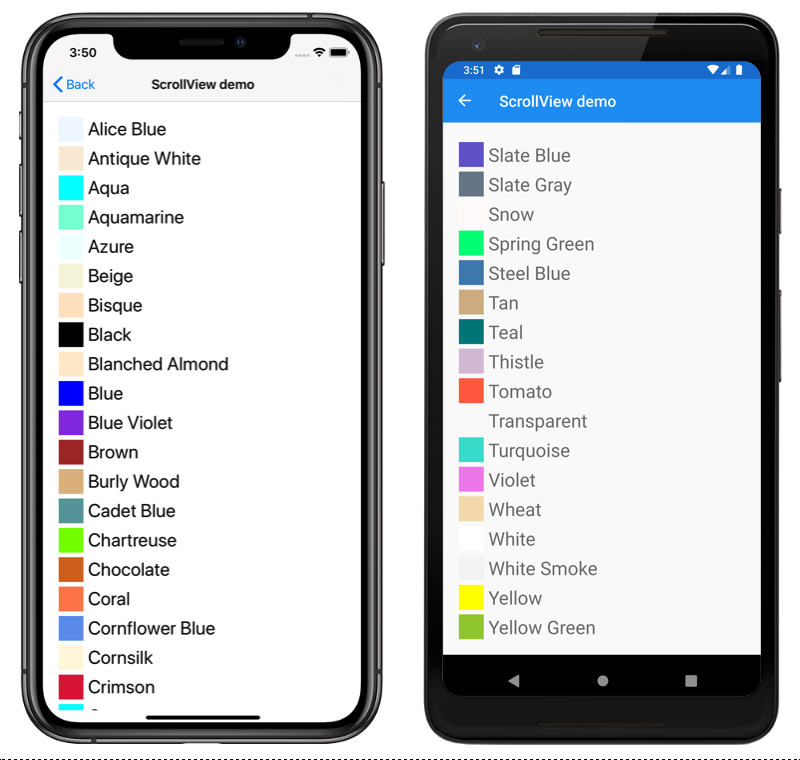 3:50
Back
ScrollView demo
Alice Blue
Antique White
Aqua
Aquamarine
Azure
Beige
Bisque
Black
Blanched Almond
Blue
Blue Violet
Brown
Burly Wood
Cadet Blue
Chartreuse
Chocolate
Coral
Cornflower Blue
Cornsilk
Crimson
3:51
ScrollView demo
Slate Blue
Slate Gray
Snow
Spring Green
Steel Blue
Tan
Teal
Thistle
Tomato
Transparent
Turquoise
Violet
Wheat
White
White Smoke
Yellow
Yellow Green